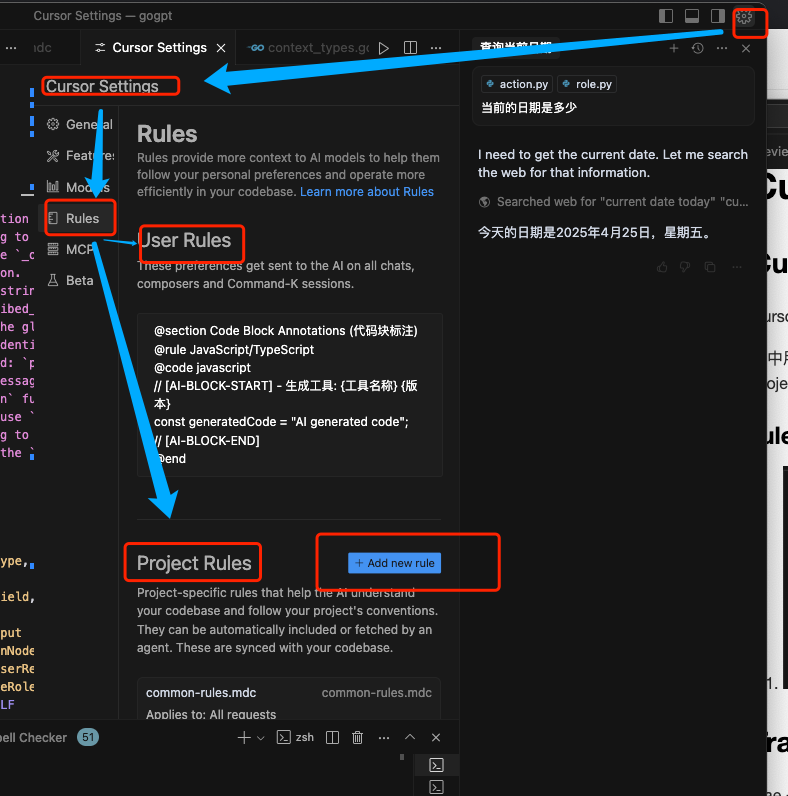 Cursor Settings — gogpt
mdc
Cursor Settings
context_types.go
查询当前日期
Cursor Settings
action.py
role.py
当前的日期是多少
General
Features
Models
Rules
MCP
Beta
Rules
Rules provide more context to AI models to help them
follow your personal preferences and operate more
efficiently in your codebase. Learn more about Rules
User Rules
These preferences get sent to the AI on all chats,
composers and Command-K sessions.
@section Code Block Annotations (代码块标注)
@rule JavaScript/TypeScript
@code javascript
// [AI-BLOCK-START] - 生成工具: {工具名称} {版
本}
const generatedCode = "AI generated code";
// [AI-BLOCK-END]
@end
Project Rules
+ Add new rule
Project-specific rules that help the AI understand
your codebase and follow your project's conventions.
They can be automatically included or fetched by an
agent. These are synced with your codebase.
common-rules.mdc
common-rules.mdc
Applies to: All requests
I need to get the current date. Let me search
the web for that information.
Searched web for "current date today" "cu...
今天的日期是2025年4月25日，星期五。
ell Checker 51
zsh
1.